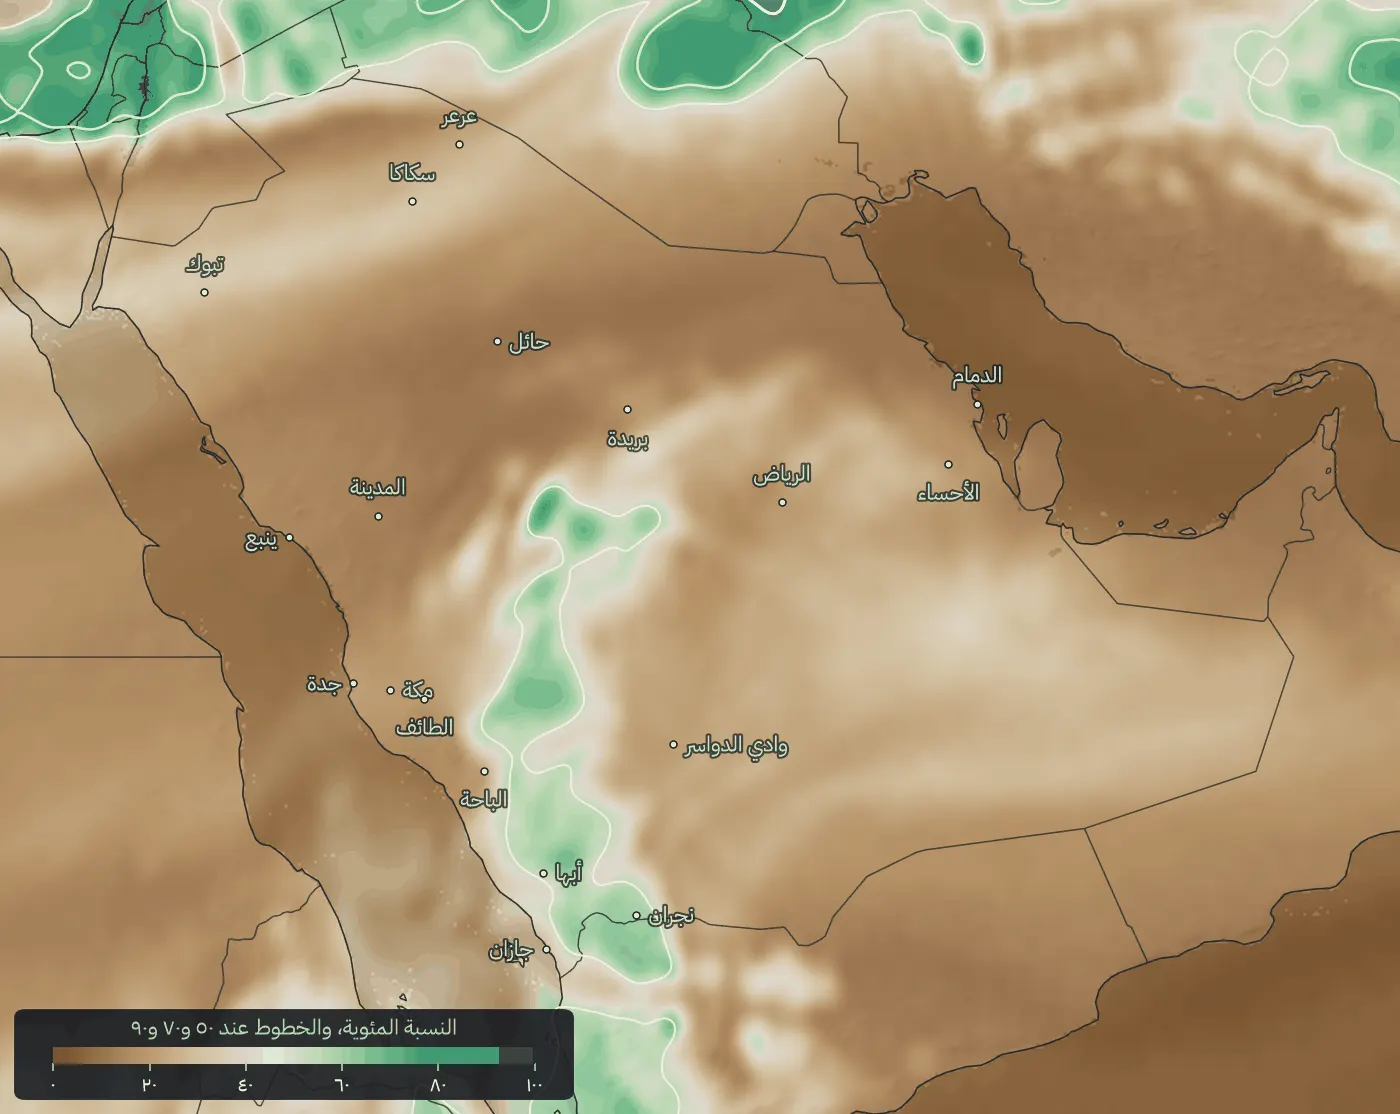 عرعر
سكاكا
تبوك
حائل
الدمام
بريدة
الرياض
الأحساء
المدينة
ينبع
جدة
مكة
الطائف
وادي الدواسر
الباحة
أبها
نجران
جازان
النسبة المئوية، والخطوط عند ٥٠ و٧٠ و٩٠
٠ ٢٠ ٤٠ ٦٠ ٨٠ ١٠٠